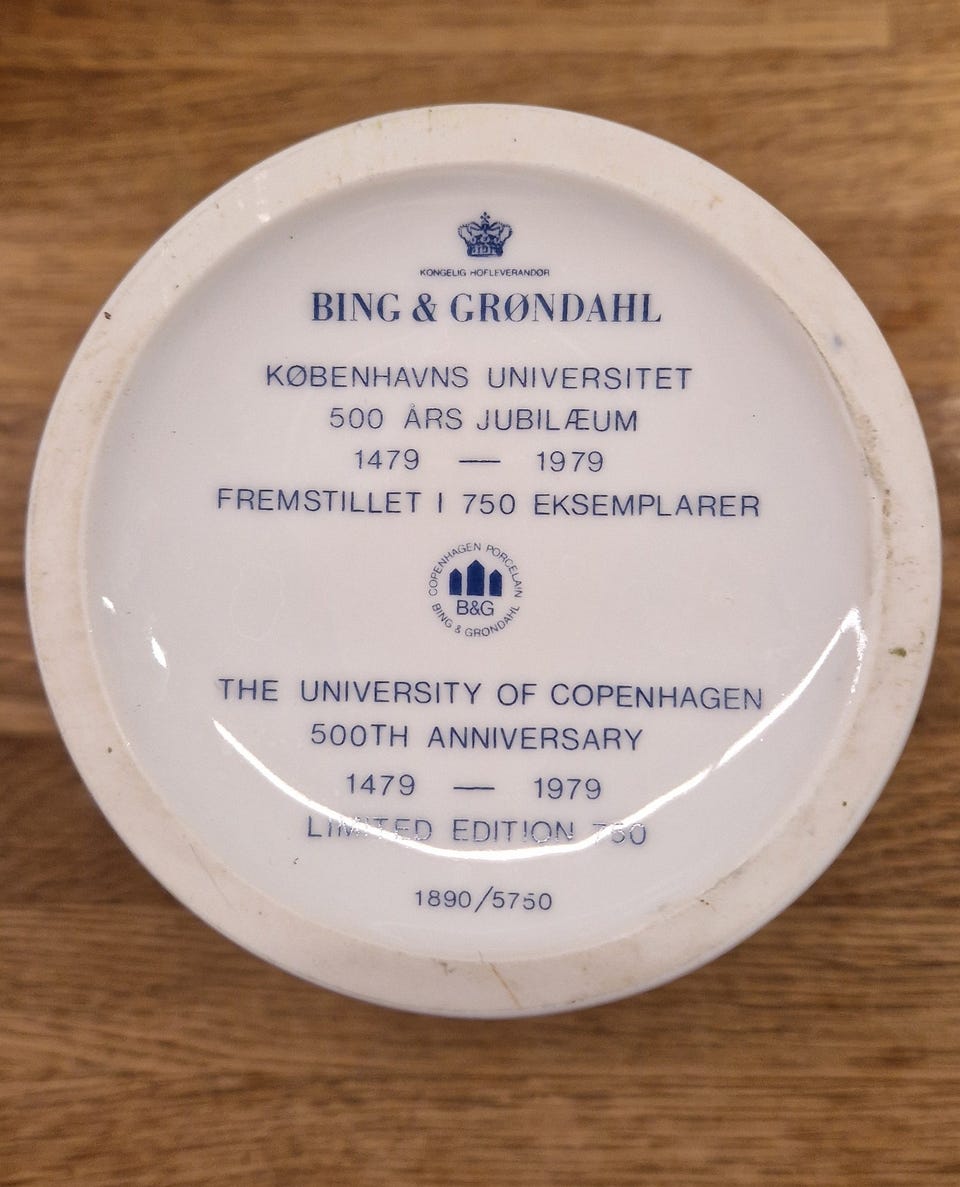 KONGELIG HOFLEVERANDØR
BING & GRØNDAHL
KØBENHAVNS UNIVERSITET
500 ÅRS JUBILÆUM
1479 — 1979
FREMSTILLET I 750 EKSEMPLARER
COPENHAGEN PORCELAIN
B&G
BING & GRØNDAHL
THE UNIVERSITY OF COPENHAGEN
500TH ANNIVERSARY
1479 — 1979
LIMITED EDITION 750
1890/5750